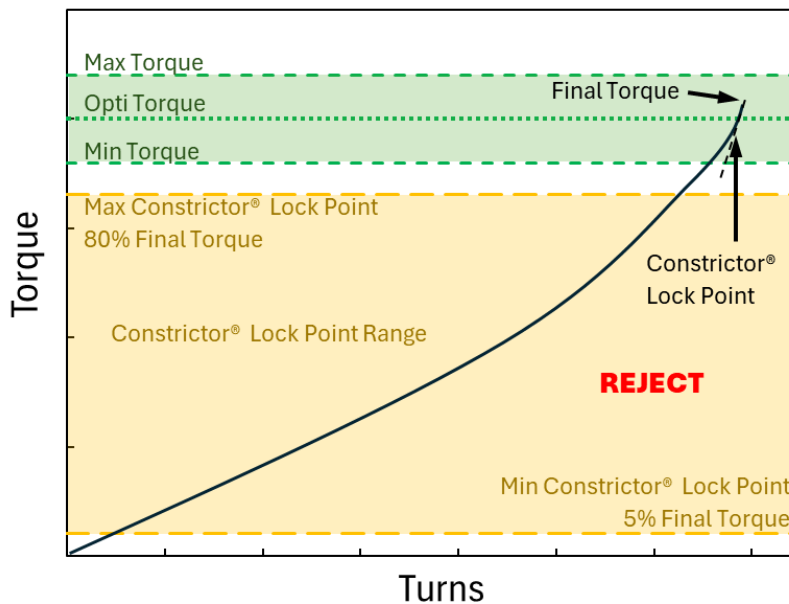 Max Torque
Final Torque
Opti Torque
Min Torque
Max Constrictor® Lock Point
80% Final Torque
Constrictor®
Lock Point
Constrictor® Lock Point Range
REJECT
Min Constrictor® Lock Point
5% Final Torque
Torque
Turns